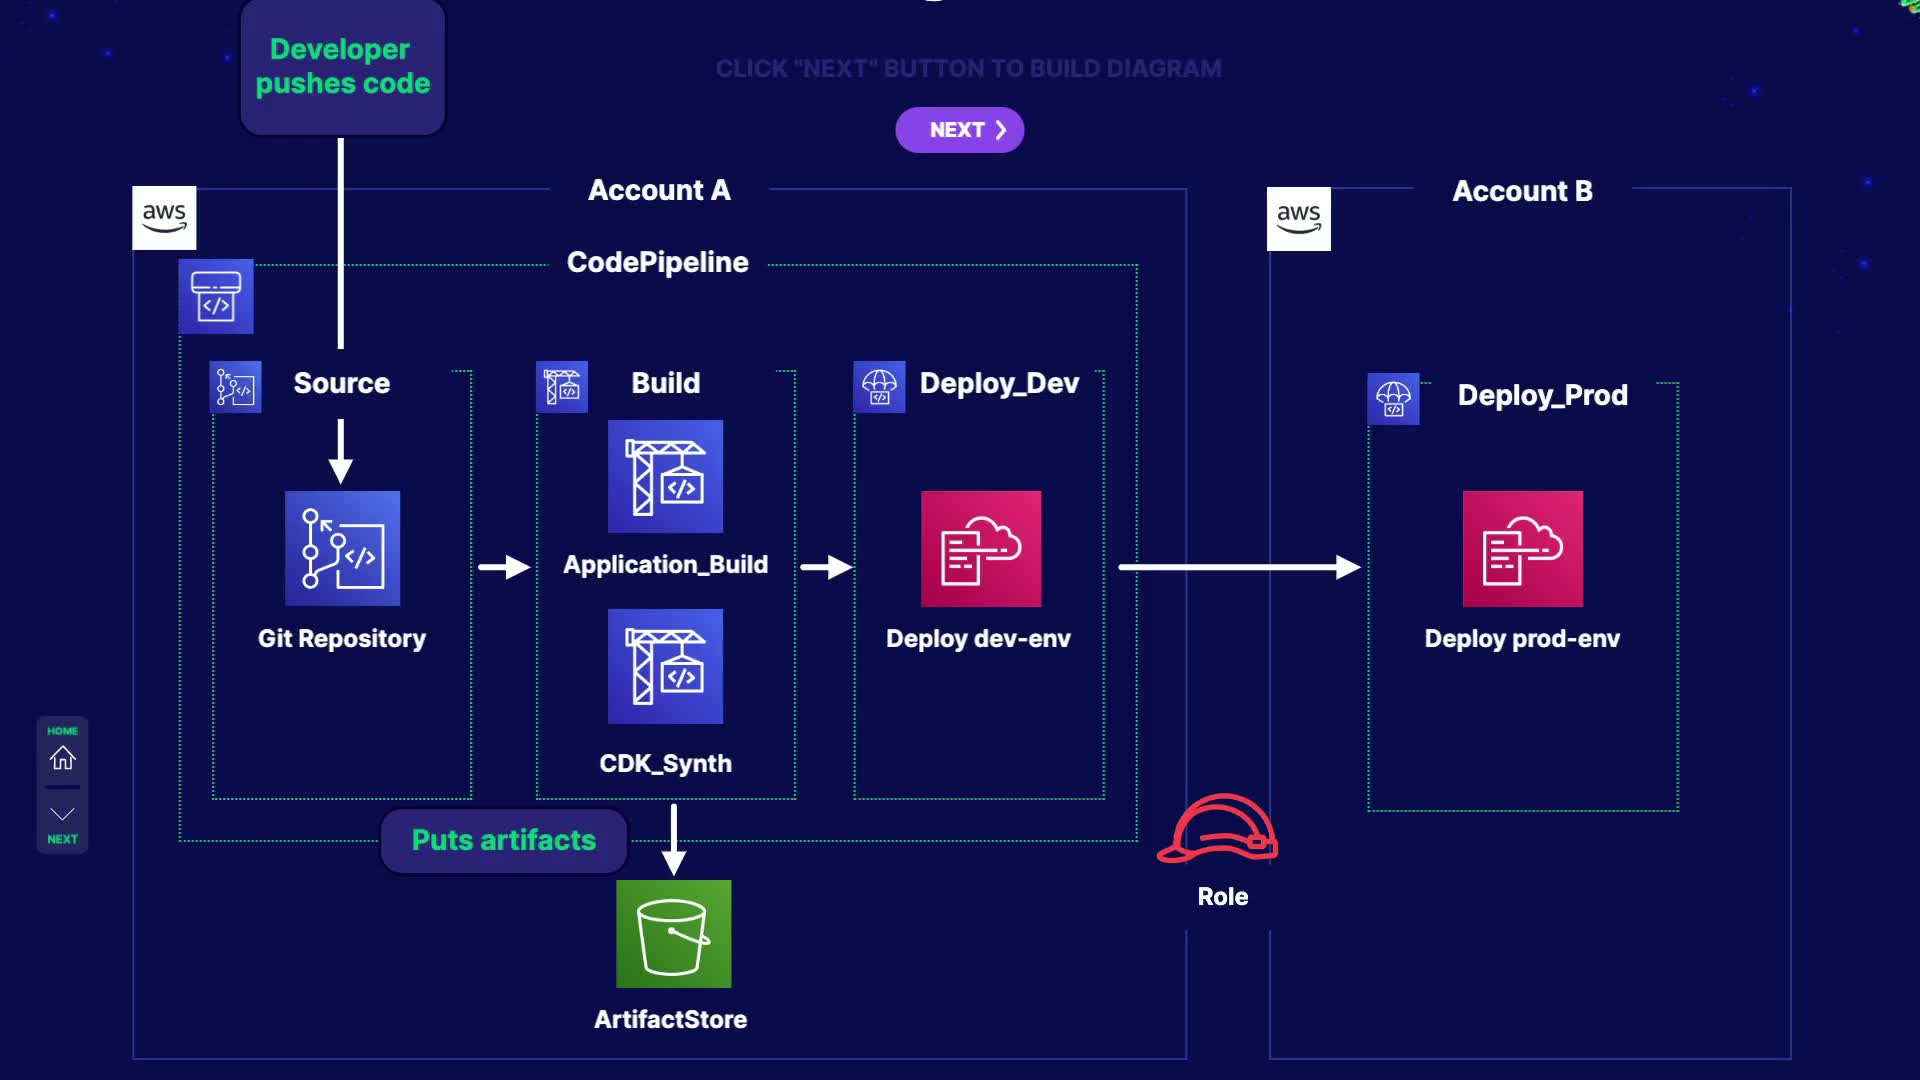 Developer
pushes code
CLICK "NEXT" BUTTON TO BUILD DIAGRAM
NEXT
aws
Account A
aws
Account B
CodePipeline
Source
Build
Deploy_Dev
Deploy_Prod
Application_Build
Git Repository
Deploy dev-env
Deploy prod-env
CDK_Synth
HOME
NEXT
Puts artifacts
Role
ArtifactStore